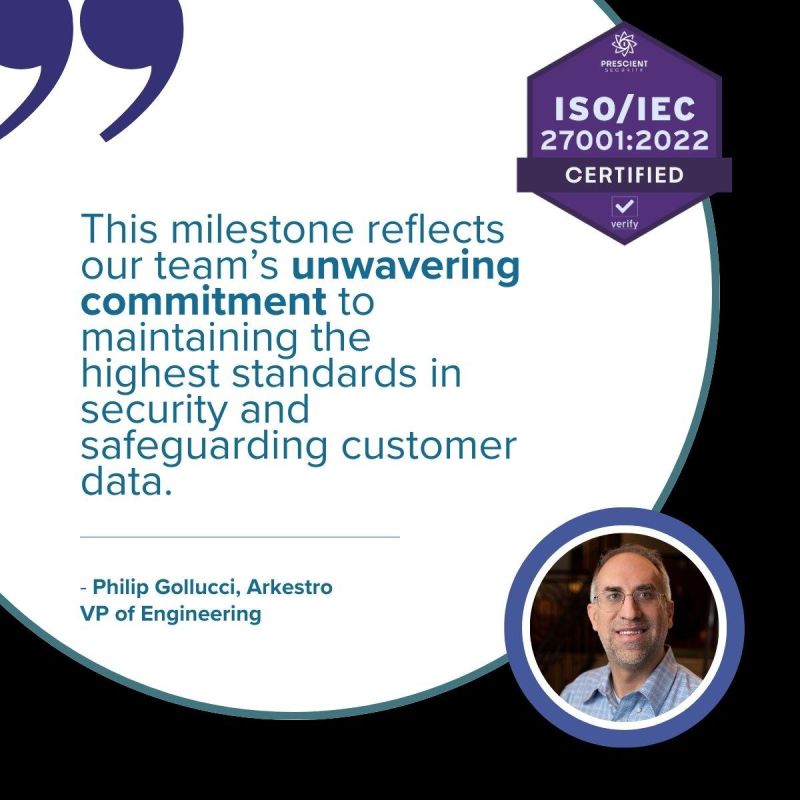 PRESCIENT
SECURITY
ISO/IEC
27001:2022
CERTIFIED
verify
This milestone reflects
our team’s unwavering
commitment to
maintaining the
highest standards in
security and
safeguarding customer
data.
- Philip Gollucci, Arkestro
VP of Engineering